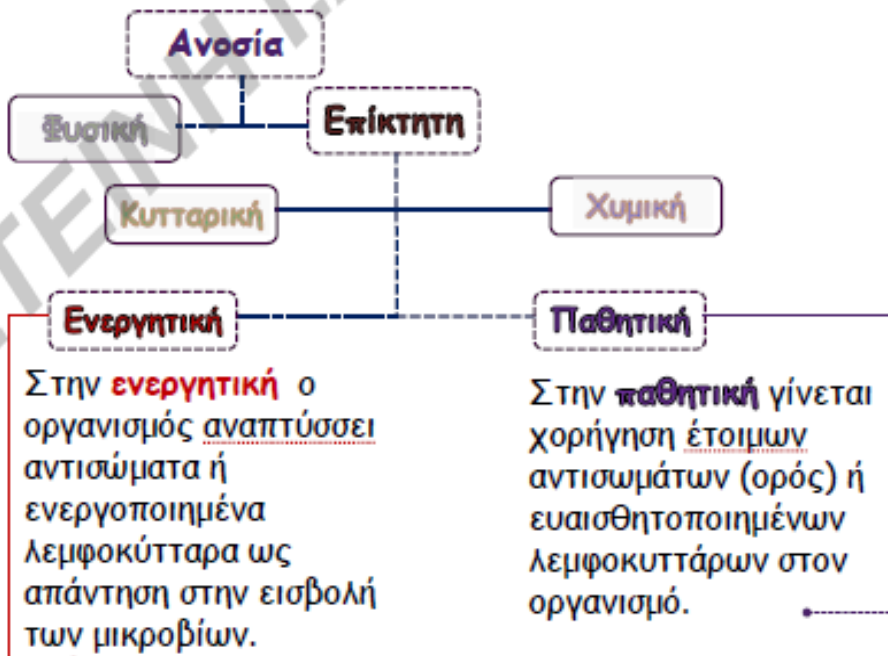 Ανοσία
Φυσική
Επίκτητη
Κυτταρική
Χυμική
Ενεργητική
Παθητική
Στην ενεργητική ο
οργανισμός αναπτύσσει
αντισώματα ή
ενεργοποιημένα
λεμφοκύτταρα ως
απάντηση στην εισβολή
των μικροβίων.
Στην παθητική γίνεται
χορήγηση έτοιμων
αντισωμάτων (ορός) ή
ευαισθητοποιημένων
λεμφοκυττάρων στον
οργανισμό.